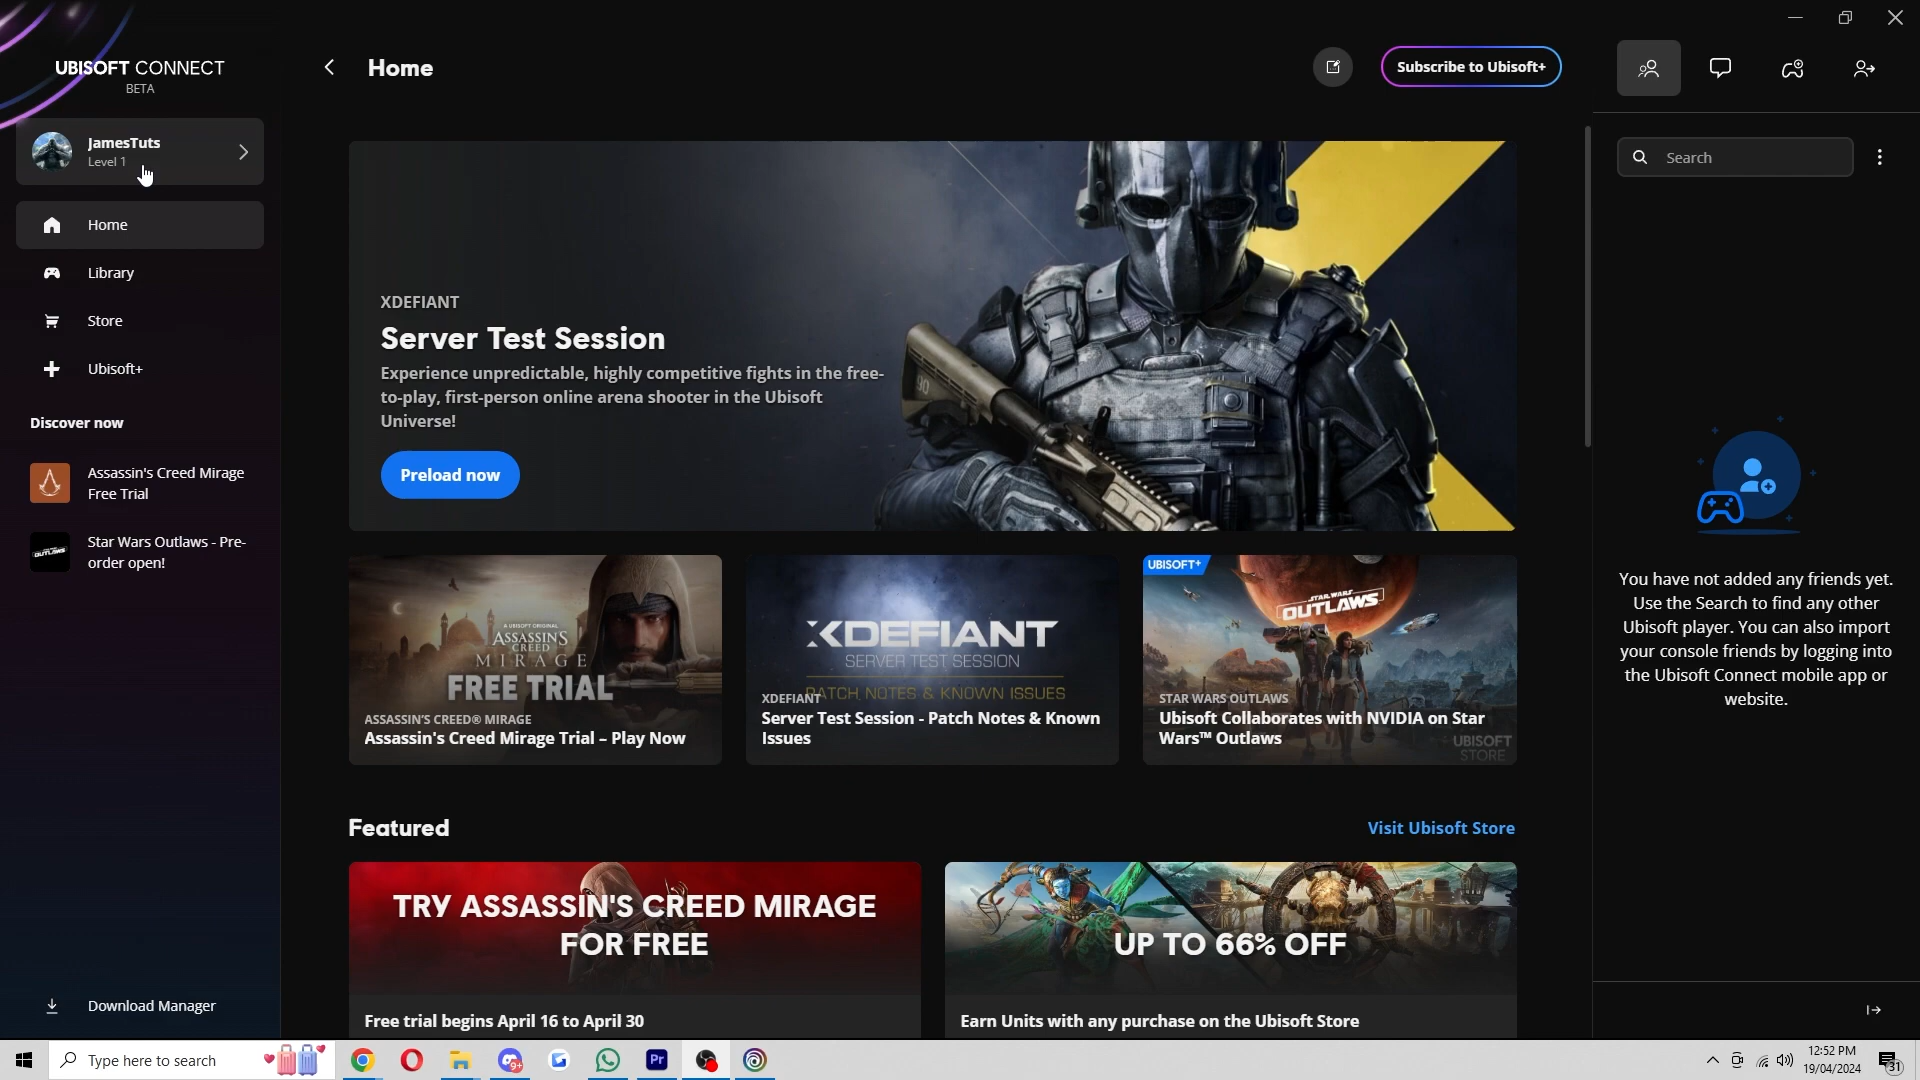 UBISOFT CONNECT
BETA
JamesTuts
Level 1
Home
Library
Store
Ubisoft+
Discover now
Assassin's Creed Mirage
Free Trial
Star Wars Outlaws - Pre-
order open!
Download Manager
Home
Subscribe to Ubisoft+
XDEFIANT
Server Test Session
Experience unpredictable, highly competitive fights in the free-
to-play, first-person online arena shooter in the Ubisoft
Universe!
Preload now
A UBISOFT ORIGINAL
ASSASSIN'S
CREED
MIRAGE
FREE TRIAL
ASSASSIN'S CREED® MIRAGE
Assassin's Creed Mirage Trial – Play Now
XDEFIANT
SERVER TEST SESSION
PATCH NOTES & KNOWN ISSUES
XDEFIANT
Server Test Session - Patch Notes & Known
Issues
UBISOFT+
STAR WARS
OUTLAWS
STAR WARS OUTLAWS
Ubisoft Collaborates with NVIDIA on Star
Wars™ Outlaws
UBISOFT
STORE
Featured
Visit Ubisoft Store
TRY ASSASSIN'S CREED MIRAGE
FOR FREE
Free trial begins April 16 to April 30
UP TO 66% OFF
Earn Units with any purchase on the Ubisoft Store
Search
You have not added any friends yet.
Use the Search to find any other
Ubisoft player. You can also import
your console friends by logging into
the Ubisoft Connect mobile app or
website.
Type here to search
9+
Pr
12:52 PM
19/04/2024
31